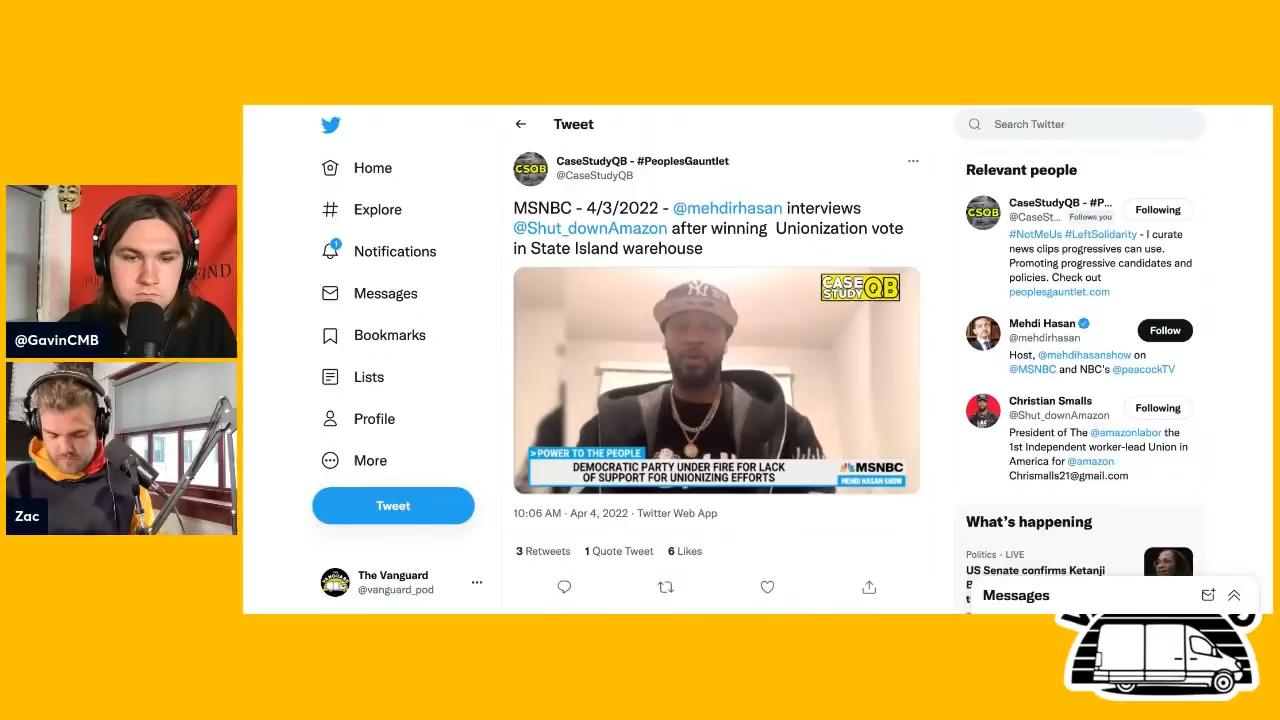 @GavinCMB
Zac
FIND
Home
Explore
1
Notifications
Messages
Bookmarks
Lists
Profile
More
Tweet
The Vanguard
@vanguard_pod
Tweet
CSQB
CaseStudyQB - #PeoplesGauntlet
@CaseStudyQB
MSNBC - 4/3/2022 - @mehdirhasan interviews
@Shut_downAmazon after winning Unionization vote
in State Island warehouse
CASE STUDY QB
>POWER TO THE PEOPLE
DEMOCRATIC PARTY UNDER FIRE FOR LACK
OF SUPPORT FOR UNIONIZING EFFORTS
MSNBC
MEHDI HASAN SHOW
10:06 AM · Apr 4, 2022 · Twitter Web App
3 Retweets 1 Quote Tweet 6 Likes
Search Twitter
Relevant people
CSQB
CaseStudyQB - #P...
@CaseSt... Follows you
Following
#NotMeUs #LeftSolidarity - I curate
news clips progressives can use.
Promoting progressive candidates and
policies. Check out
peoplesgauntlet.com
Mehdi Hasan
@mehdirhasan
Follow
Host, @mehdihasanshow on
@MSNBC and NBC's @peacockTV
Christian Smalls
@Shut_downAmazon
Following
President of The @amazonlabor the
1st Independent worker-lead Union in
America for @amazon
Chrismalls21@gmail.com
What's happening
Politics · LIVE
US Senate confirms Ketanji
Messages